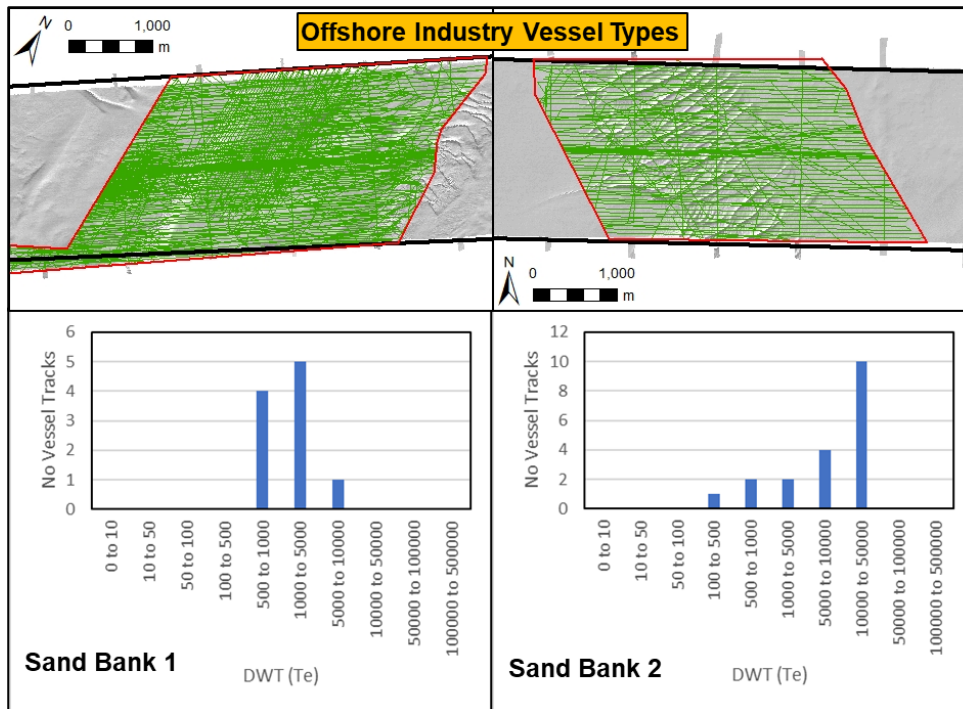 Offshore Industry Vessel Types
N
0 1,000
m
N
0 1,000
m
No Vessel Tracks
6
5
4
3
2
1
0
0 to 10
10 to 50
50 to 100
100 to 500
500 to 1000
1000 to 5000
5000 to 10000
10000 to 50000
50000 to 100000
100000 to 500000
DWT (Te)
Sand Bank 1
No Vessel Tracks
12
10
8
6
4
2
0
0 to 10
10 to 50
50 to 100
100 to 500
500 to 1000
1000 to 5000
5000 to 10000
10000 to 50000
50000 to 100000
100000 to 500000
DWT (Te)
Sand Bank 2